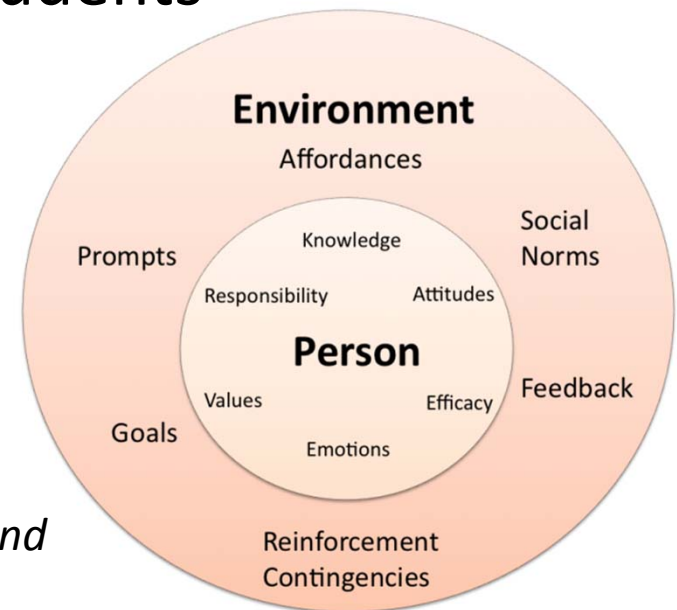 Environment
Affordances
Social
Norms
Prompts
Knowledge
Responsibility
Attitudes
Person
Feedback
Values
Efficacy
Goals
Emotions
Reinforcement
Contingencies